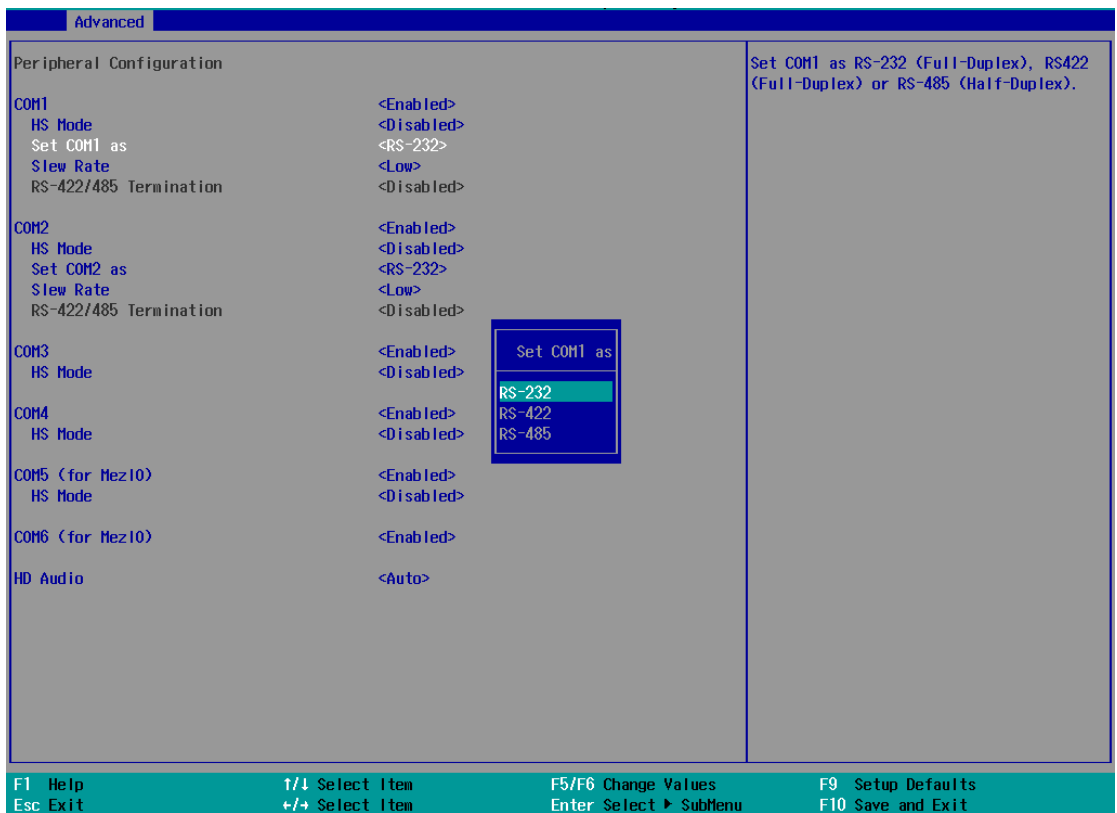 Advanced
Peripheral Configuration
COM1 <Enabled>
HS Mode <Disabled>
Set COM1 as <RS-232>
Slew Rate <Low>
RS-422/485 Termination <Disabled>
COM2 <Enabled>
HS Mode <Disabled>
Set COM2 as <RS-232>
Slew Rate <Low>
RS-422/485 Termination <Disabled>
COM3 <Enabled>
HS Mode <Disabled>
COM4 <Enabled>
HS Mode <Disabled>
COM5 (for MezIO) <Enabled>
HS Mode <Disabled>
COM6 (for MezIO) <Enabled>
HD Audio <Auto>
Set COM1 as
RS-232
RS-422
RS-485
Set COM1 as RS-232 (Full-Duplex), RS422
(Full-Duplex) or RS-485 (Half-Duplex).
F1 Help ↑/↓ Select Item F5/F6 Change Values F9 Setup Defaults
Esc Exit ←/→ Select Item Enter Select ▶ SubMenu F10 Save and Exit